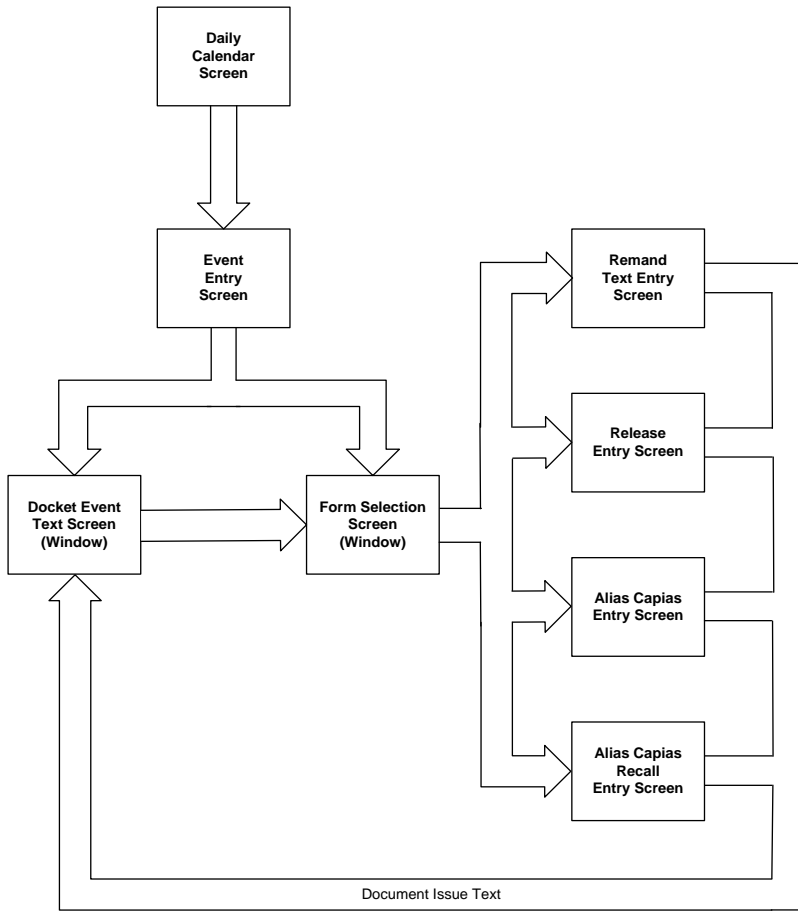 Daily
Calendar
Screen
Event
Entry
Screen
Docket Event
Text Screen
(Window)
Form Selection
Screen
(Window)
Remand
Text Entry
Screen
Release
Entry Screen
Alias Capias
Entry Screen
Alias Capias
Recall
Entry Screen
Document Issue Text